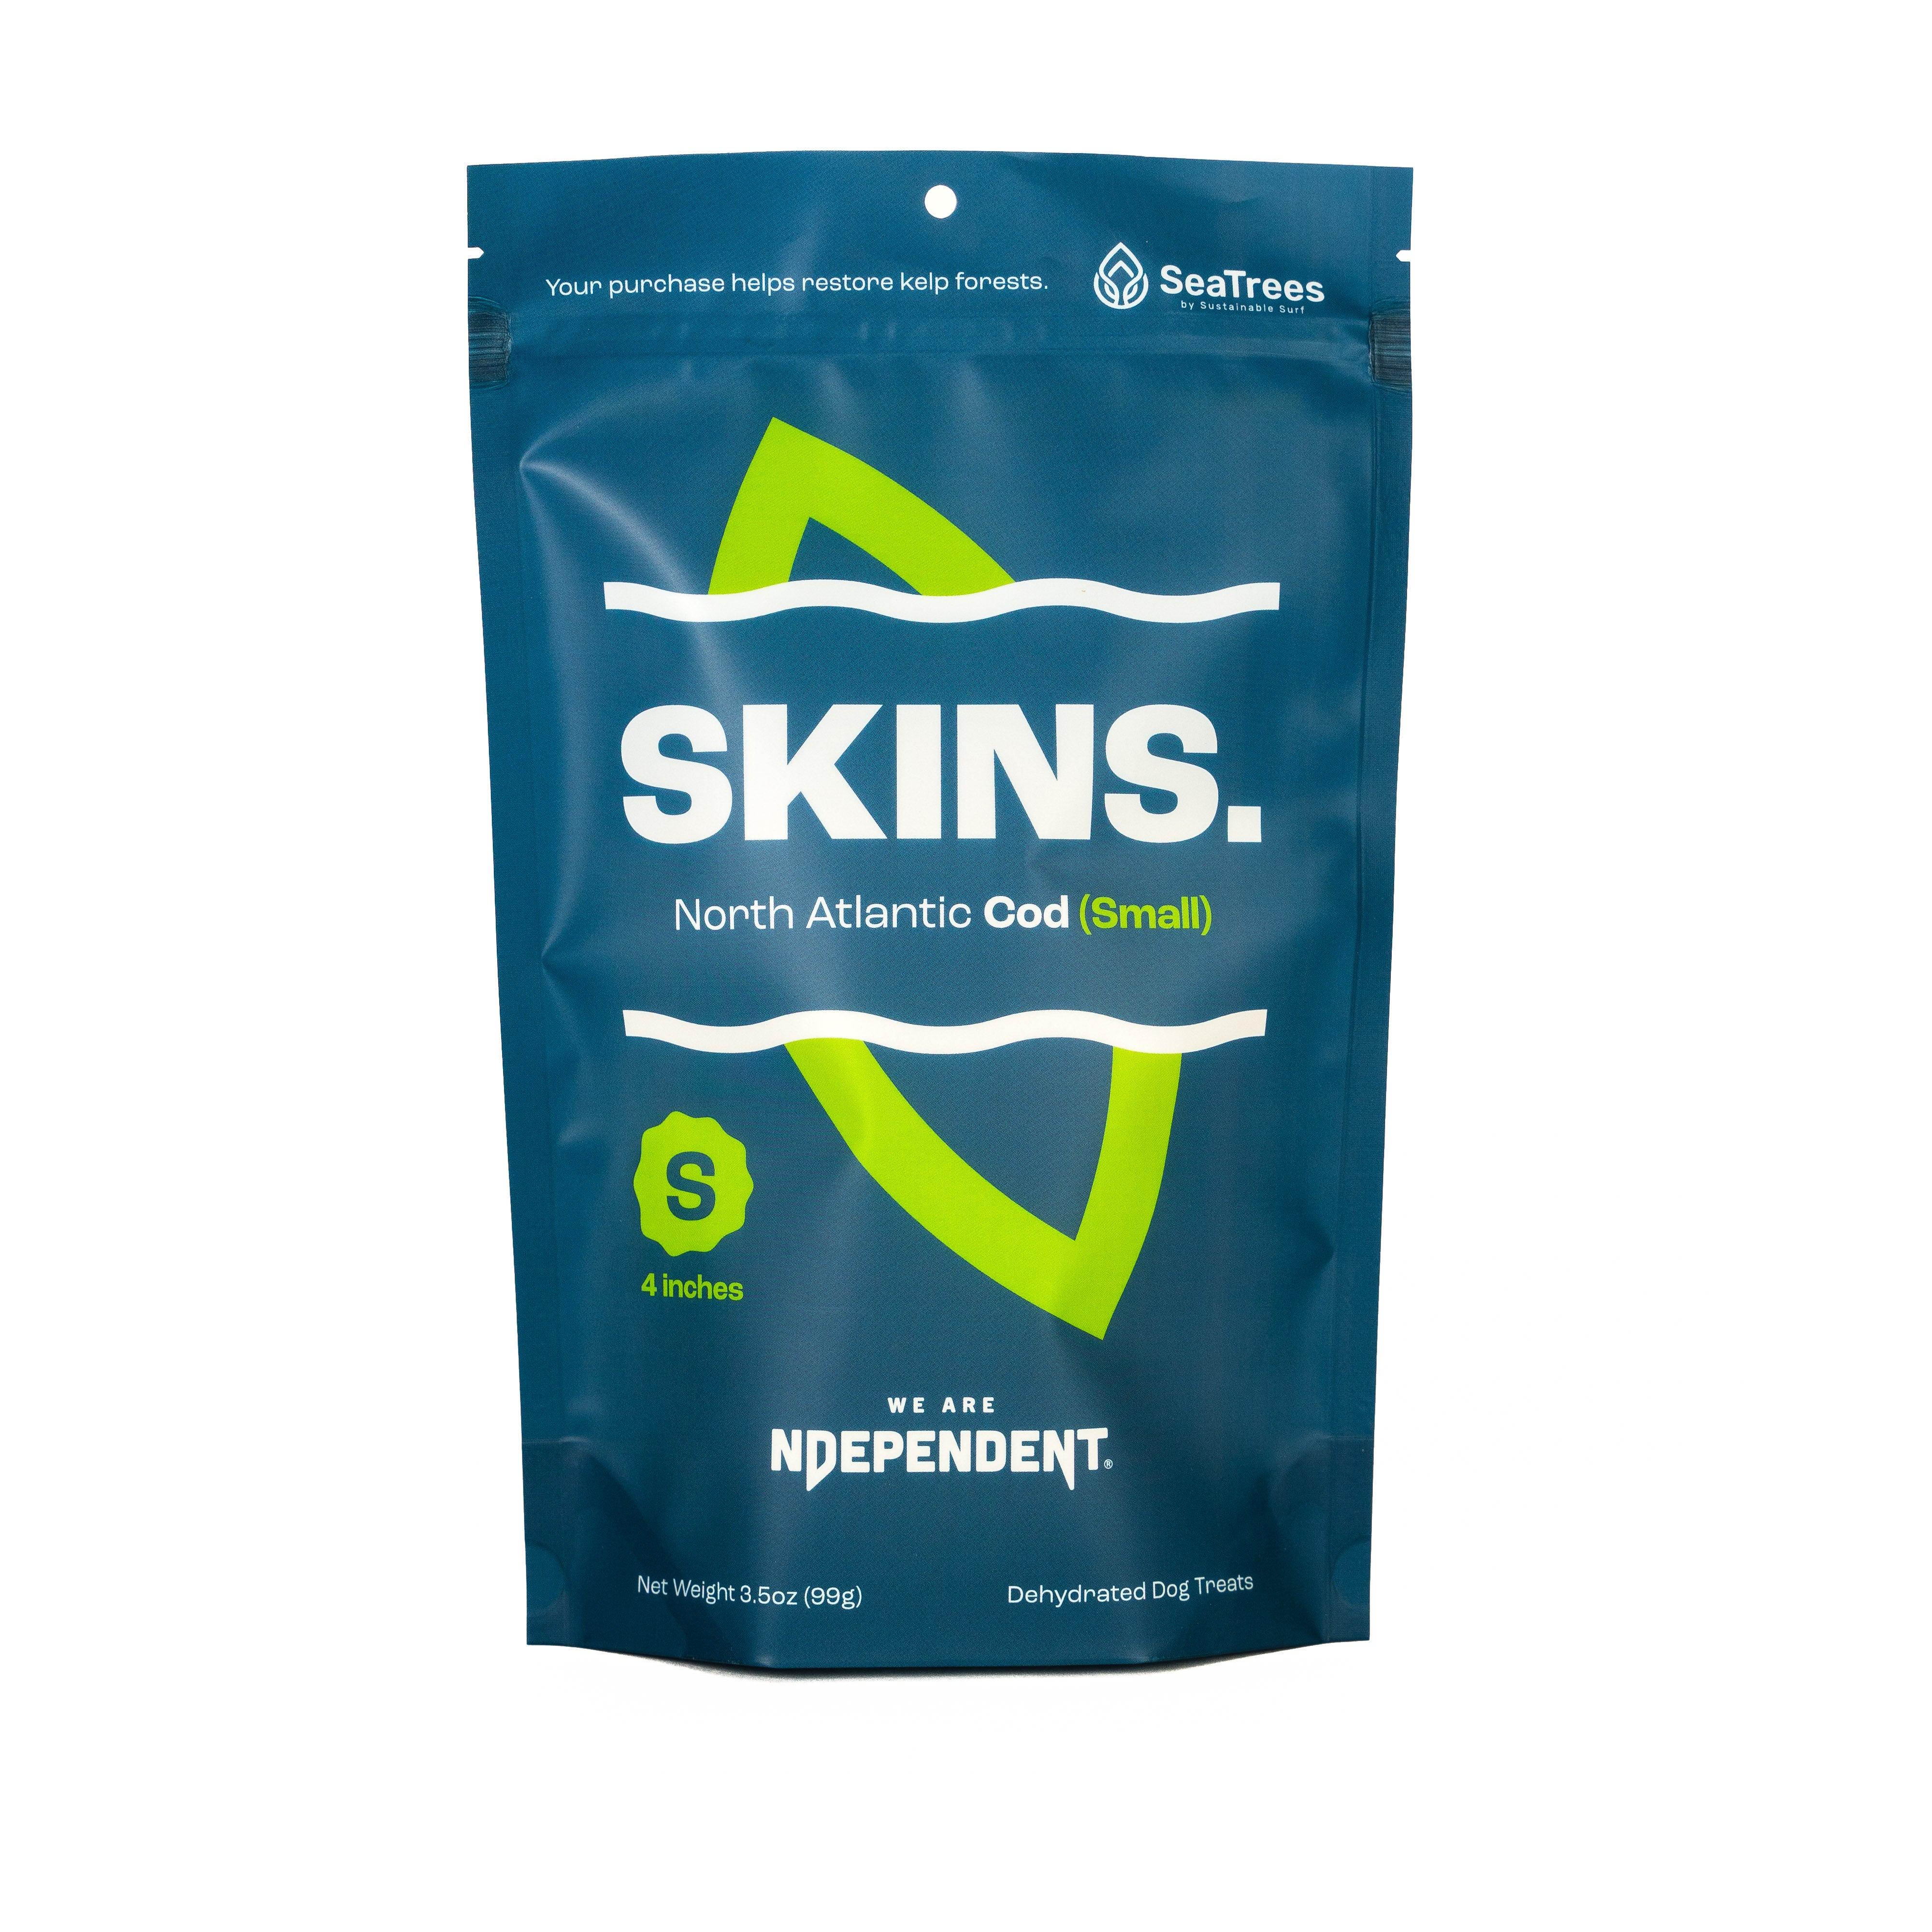 Your purchase helps restore kelp forests.
SeaTrees
by Sustainable Surf
SKINS.
North Atlantic Cod (Small)
S
4 inches
WE ARE
NDEPENDENT®
Net Weight 3.5oz (99g)
Dehydrated Dog Treats